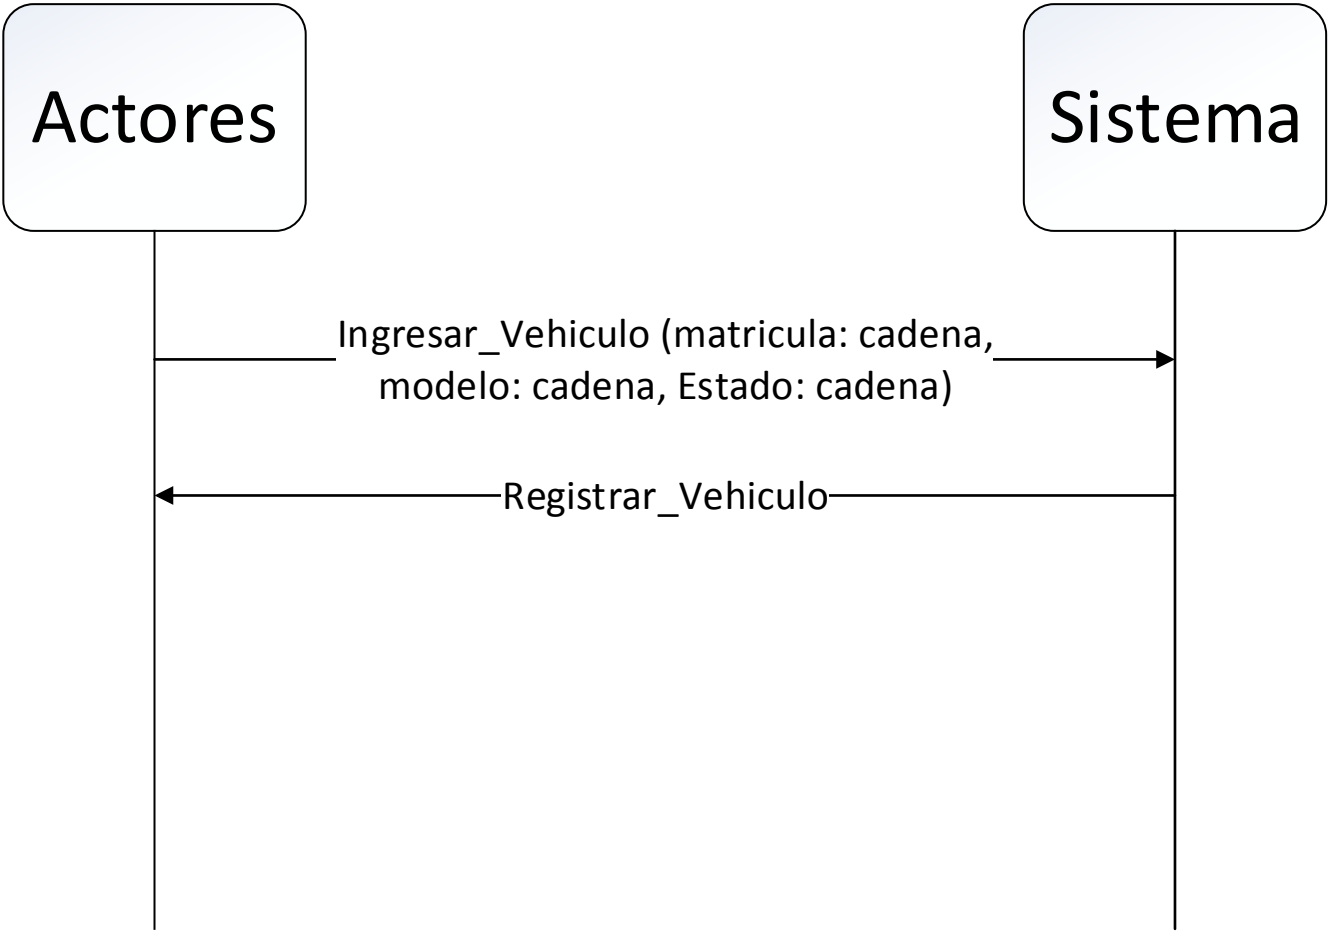 Actores
Sistema
Ingresar_Vehiculo (matricula: cadena,
modelo: cadena, Estado: cadena)
Registrar_Vehiculo